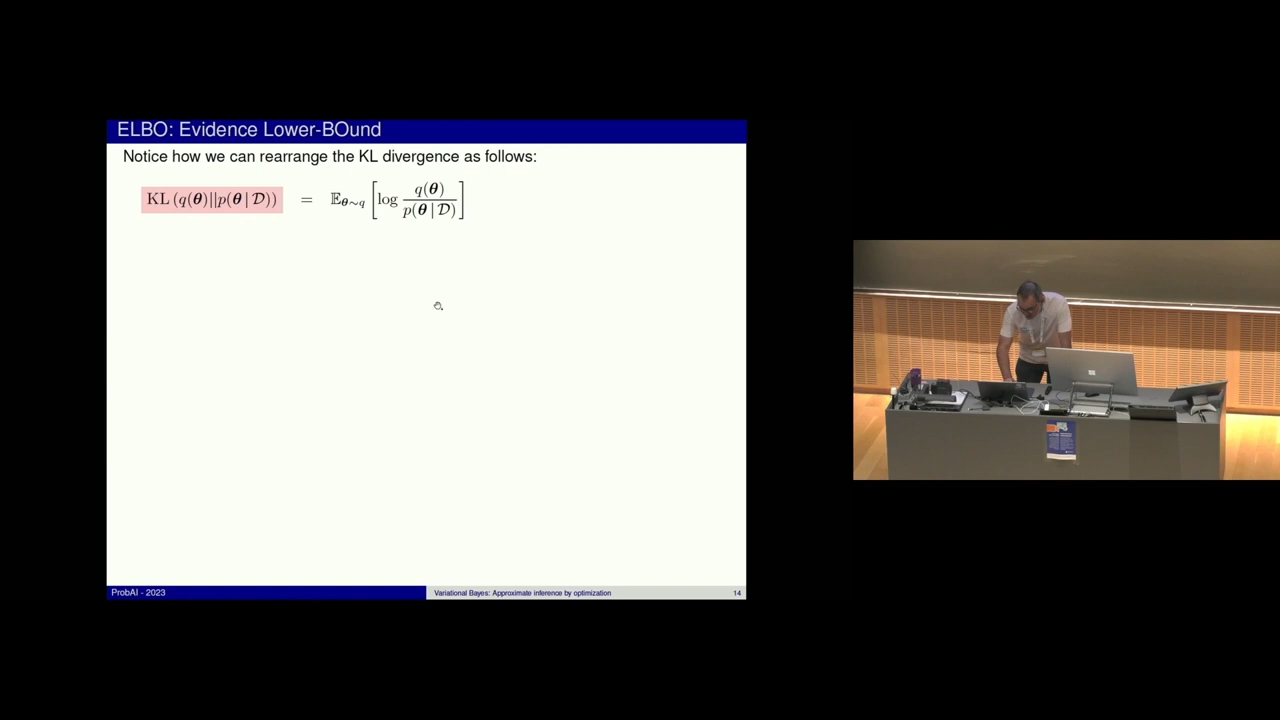 ELBO: Evidence Lower-BOund
Notice how we can rearrange the KL divergence as follows:
KL (q(θ)||p(θ | D)) = E_{θ∼q} [log q(θ) / p(θ | D)]
ProbAI - 2023
Variational Bayes: Approximate inference by optimization
14